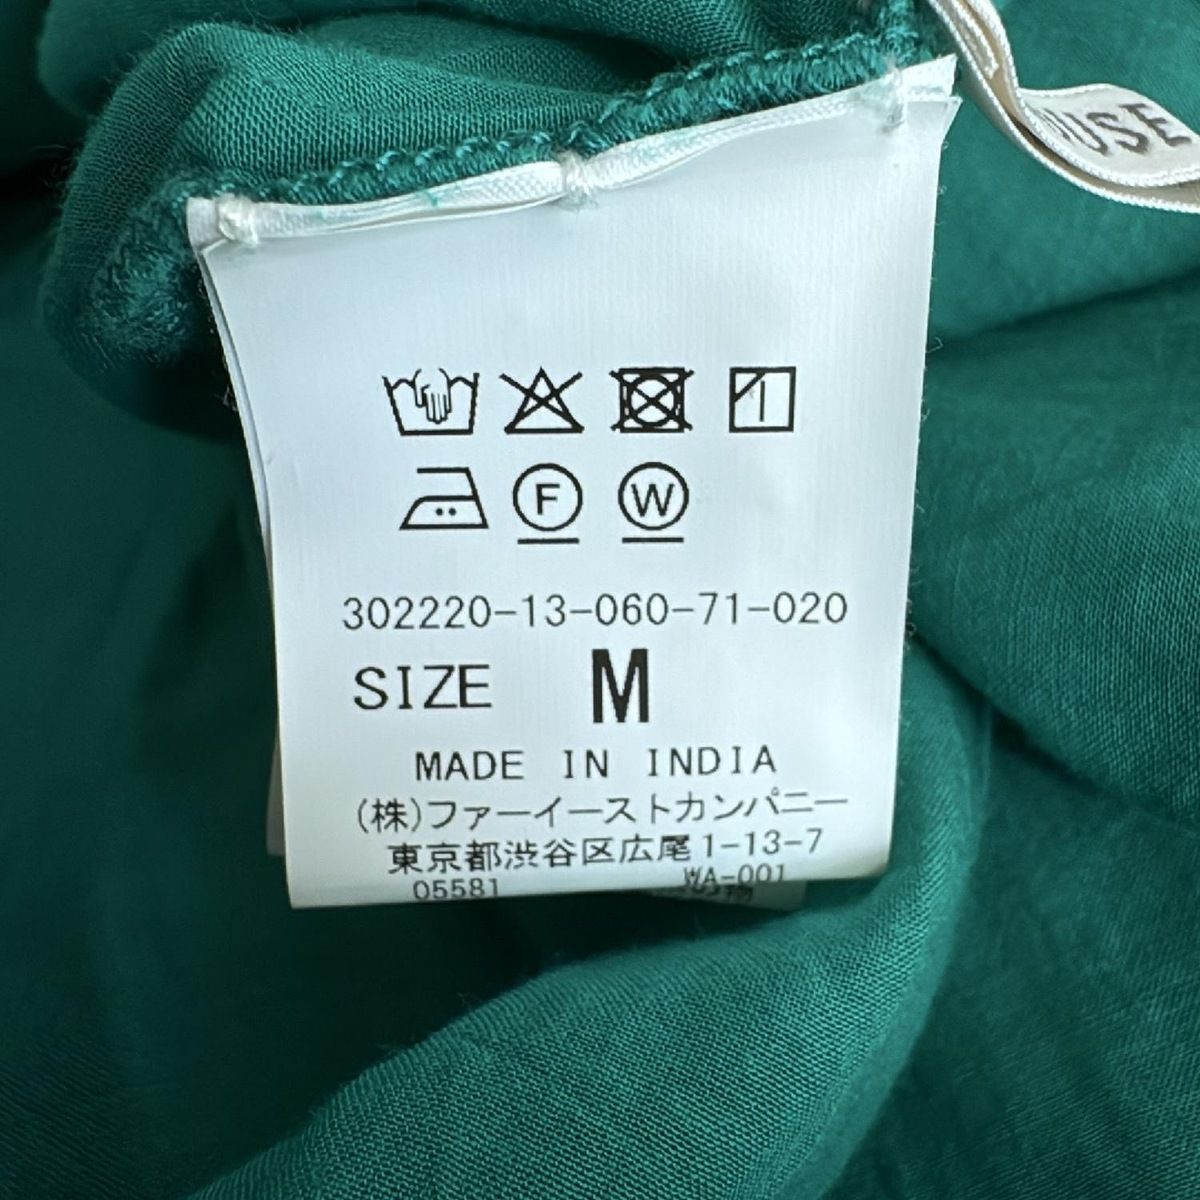 F W
302220-13-060-71-020
SIZE M
MADE IN INDIA
(株)ファーイーストカンパニー
東京都渋谷区広尾1-13-7
05581 WA-001